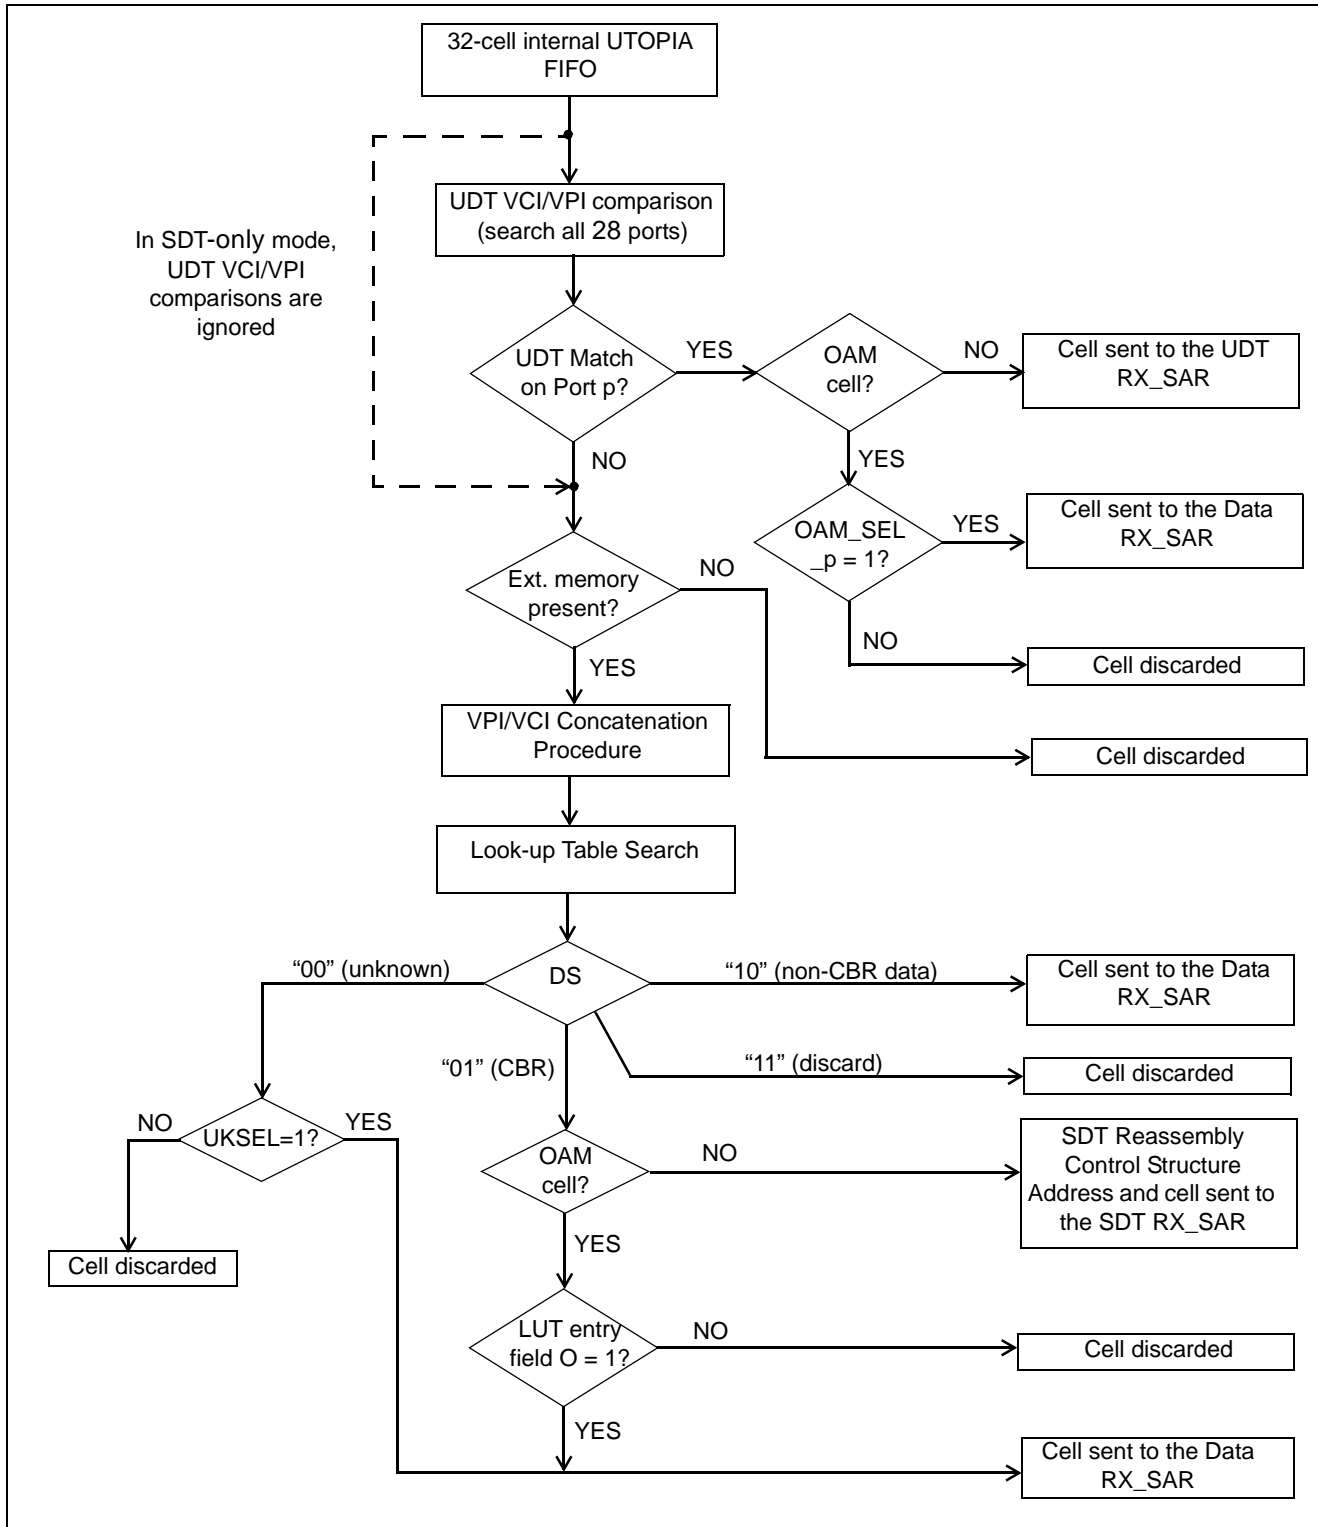 32-cell internal UTOPIA
FIFO
UDT VCI/VPI comparison
(search all 28 ports)
In SDT-only mode,
UDT VCI/VPI
comparisons are
ignored
UDT Match
on Port p?
YES
OAM
cell?
NO
Cell sent to the UDT
RX_SAR
NO
YES
OAM_SEL
_p = 1?
YES
Cell sent to the Data
RX_SAR
Ext. memory
present?
NO
NO
Cell discarded
YES
VPI/VCI Concatenation
Procedure
Cell discarded
Look-up Table Search
“00” (unknown)
DS
“10” (non-CBR data)
Cell sent to the Data
RX_SAR
“01” (CBR)
“11” (discard)
Cell discarded
NO
UKSEL=1?
YES
OAM
cell?
NO
SDT Reassembly
Control Structure
Address and cell sent to
the SDT RX_SAR
YES
Cell discarded
LUT entry
field O = 1?
NO
Cell discarded
YES
Cell sent to the Data
RX_SAR